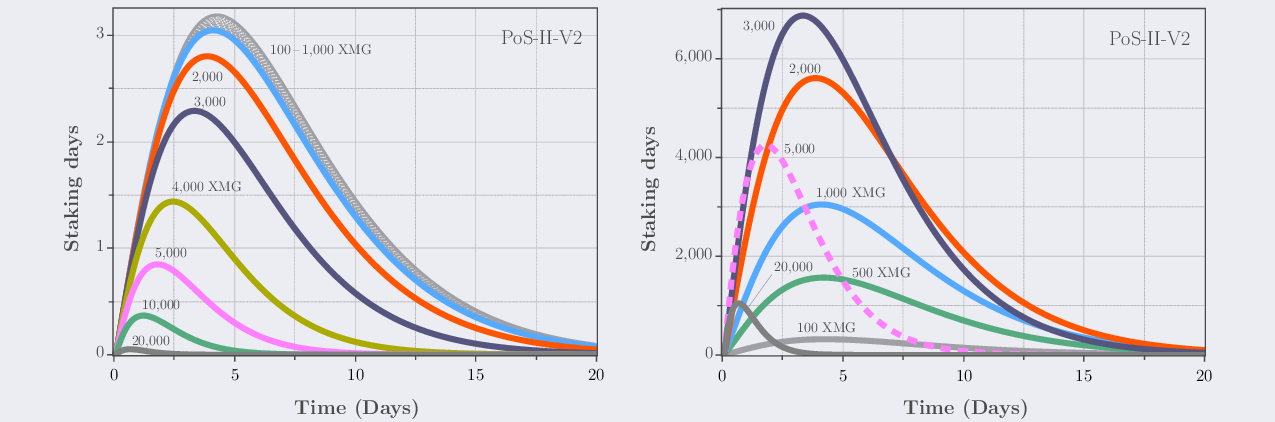 PoS-II-V2
100 – 1,000 XMG
2,000
3,000
4,000 XMG
5,000
10,000
20,000
3
2
1
0
0
5
10
15
20
Staking days
Time (Days)
PoS-II-V2
3,000
2,000
5,000
1,000 XMG
20,000
500 XMG
100 XMG
6,000
4,000
2,000
0
0
5
10
15
20
Staking days
Time (Days)